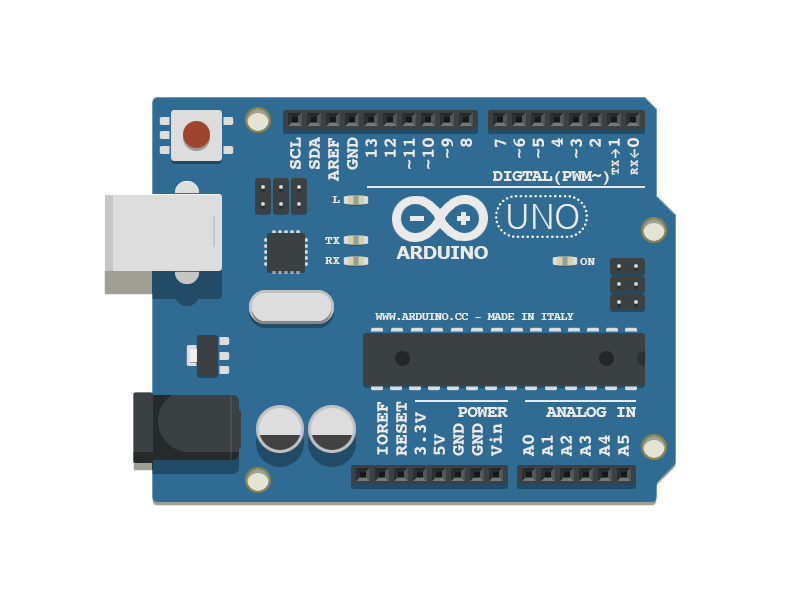 SCL
SDA
AREF
GND
13
12
~11
~10
~9
8
7
~6
~5
4
~3
2
TX→1
RX←0
DIGTAL(PWM~)
L
TX
RX
UNO
ARDUINO
ON
WWW.ARDUINO.CC - MADE IN ITALY
POWER
ANALOG IN
IOREF
RESET
3.3V
5V
GND
GND
Vin
A0
A1
A2
A3
A4
A5